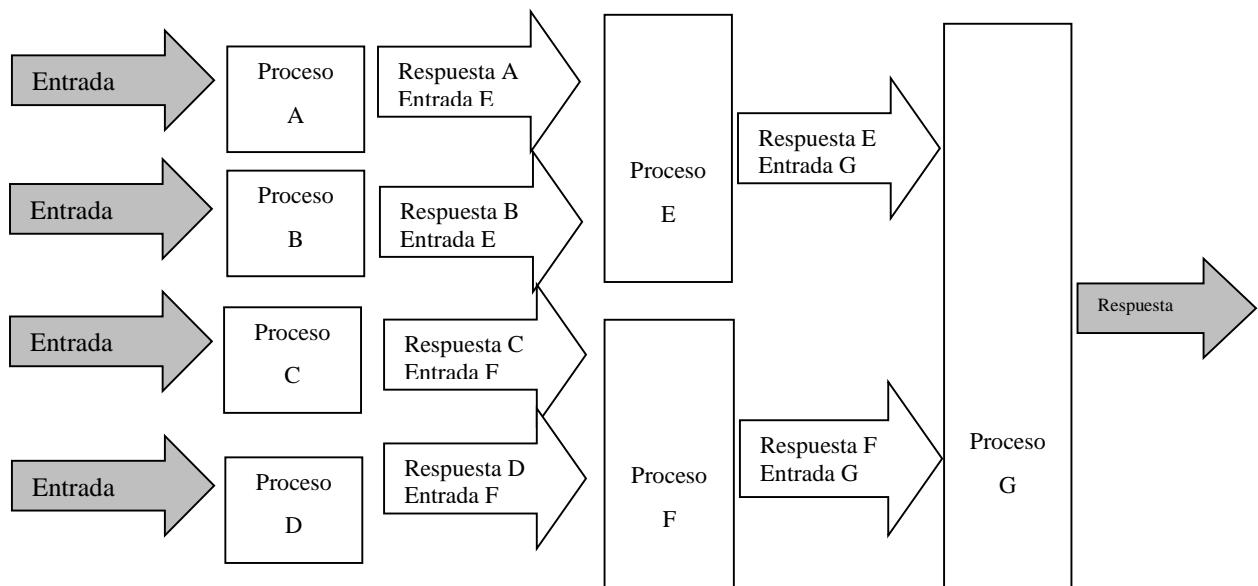 Entrada
Proceso
A
Respuesta A
Entrada E
Entrada
Proceso
B
Respuesta B
Entrada E
Proceso
E
Respuesta E
Entrada G
Entrada
Proceso
C
Respuesta C
Entrada F
Entrada
Proceso
D
Respuesta D
Entrada F
Proceso
F
Respuesta F
Entrada G
Proceso
G
Respuesta